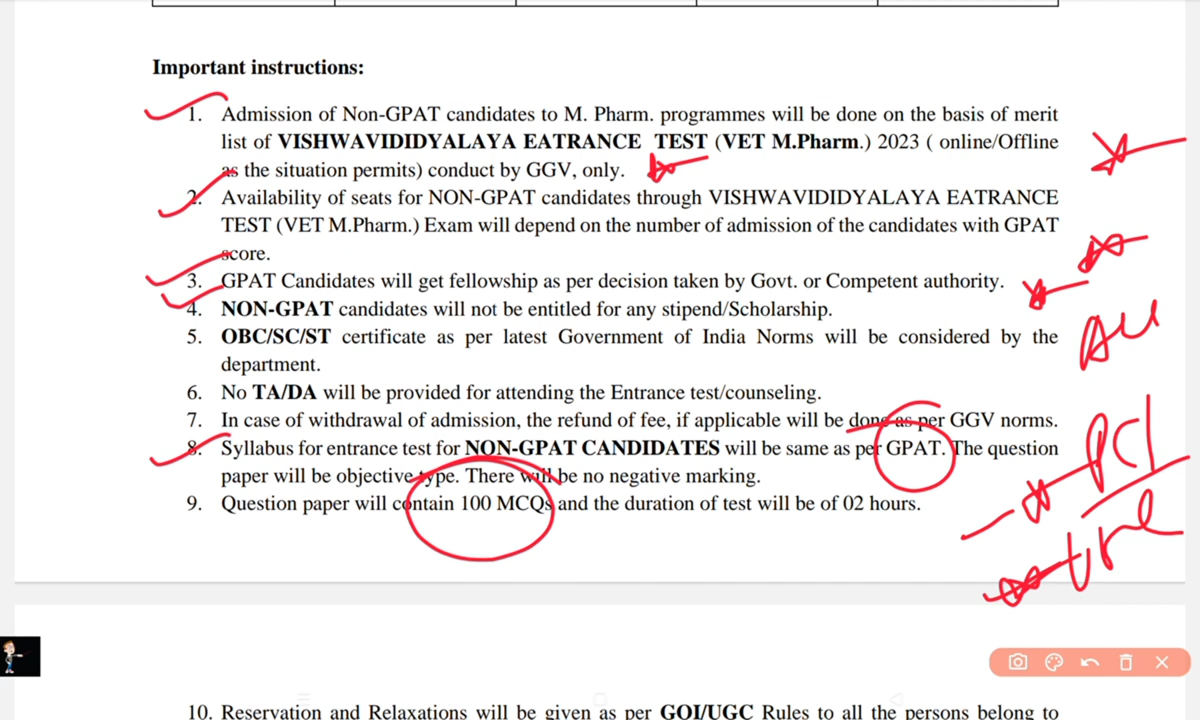 Important instructions:
1. Admission of Non-GPAT candidates to M. Pharm. programmes will be done on the basis of merit
list of VISHWAVIDIDYALAYA EATRANCE TEST (VET M.Pharm.) 2023 ( online/Offline
as the situation permits) conduct by GGV, only.
2. Availability of seats for NON-GPAT candidates through VISHWAVIDIDYALAYA EATRANCE
TEST (VET M.Pharm.) Exam will depend on the number of admission of the candidates with GPAT
score.
3. GPAT Candidates will get fellowship as per decision taken by Govt. or Competent authority.
4. NON-GPAT candidates will not be entitled for any stipend/Scholarship.
All
5. OBC/SC/ST certificate as per latest Government of India Norms will be considered by the
department.
6. No TA/DA will be provided for attending the Entrance test/counseling.
7. In case of withdrawal of admission, the refund of fee, if applicable will be done as per GGV norms.
PCI
8. Syllabus for entrance test for NON-GPAT CANDIDATES will be same as per GPAT. The question
paper will be objective type. There will be no negative marking.
9. Question paper will contain 100 MCQs and the duration of test will be of 02 hours.
10. Reservation and Relaxations will be given as per GOI/UGC Rules to all the persons belong to